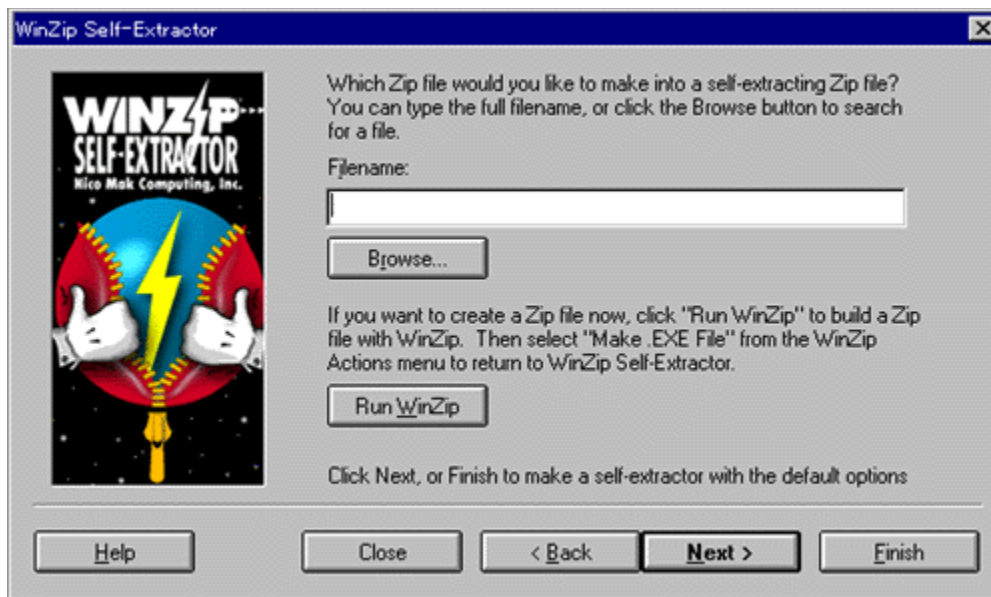 WinZip Self-Extractor
WINZIP
SELF-EXTRACTOR
Nico Mak Computing, Inc.
Which Zip file would you like to make into a self-extracting Zip file?
You can type the full filename, or click the Browse button to search
for a file.
Filename:
Browse...
If you want to create a Zip file now, click "Run WinZip" to build a Zip
file with WinZip. Then select "Make .EXE File" from the WinZip
Actions menu to return to WinZip Self-Extractor.
Run WinZip
Click Next, or Finish to make a self-extractor with the default options
Help
Close
< Back
Next >
Finish